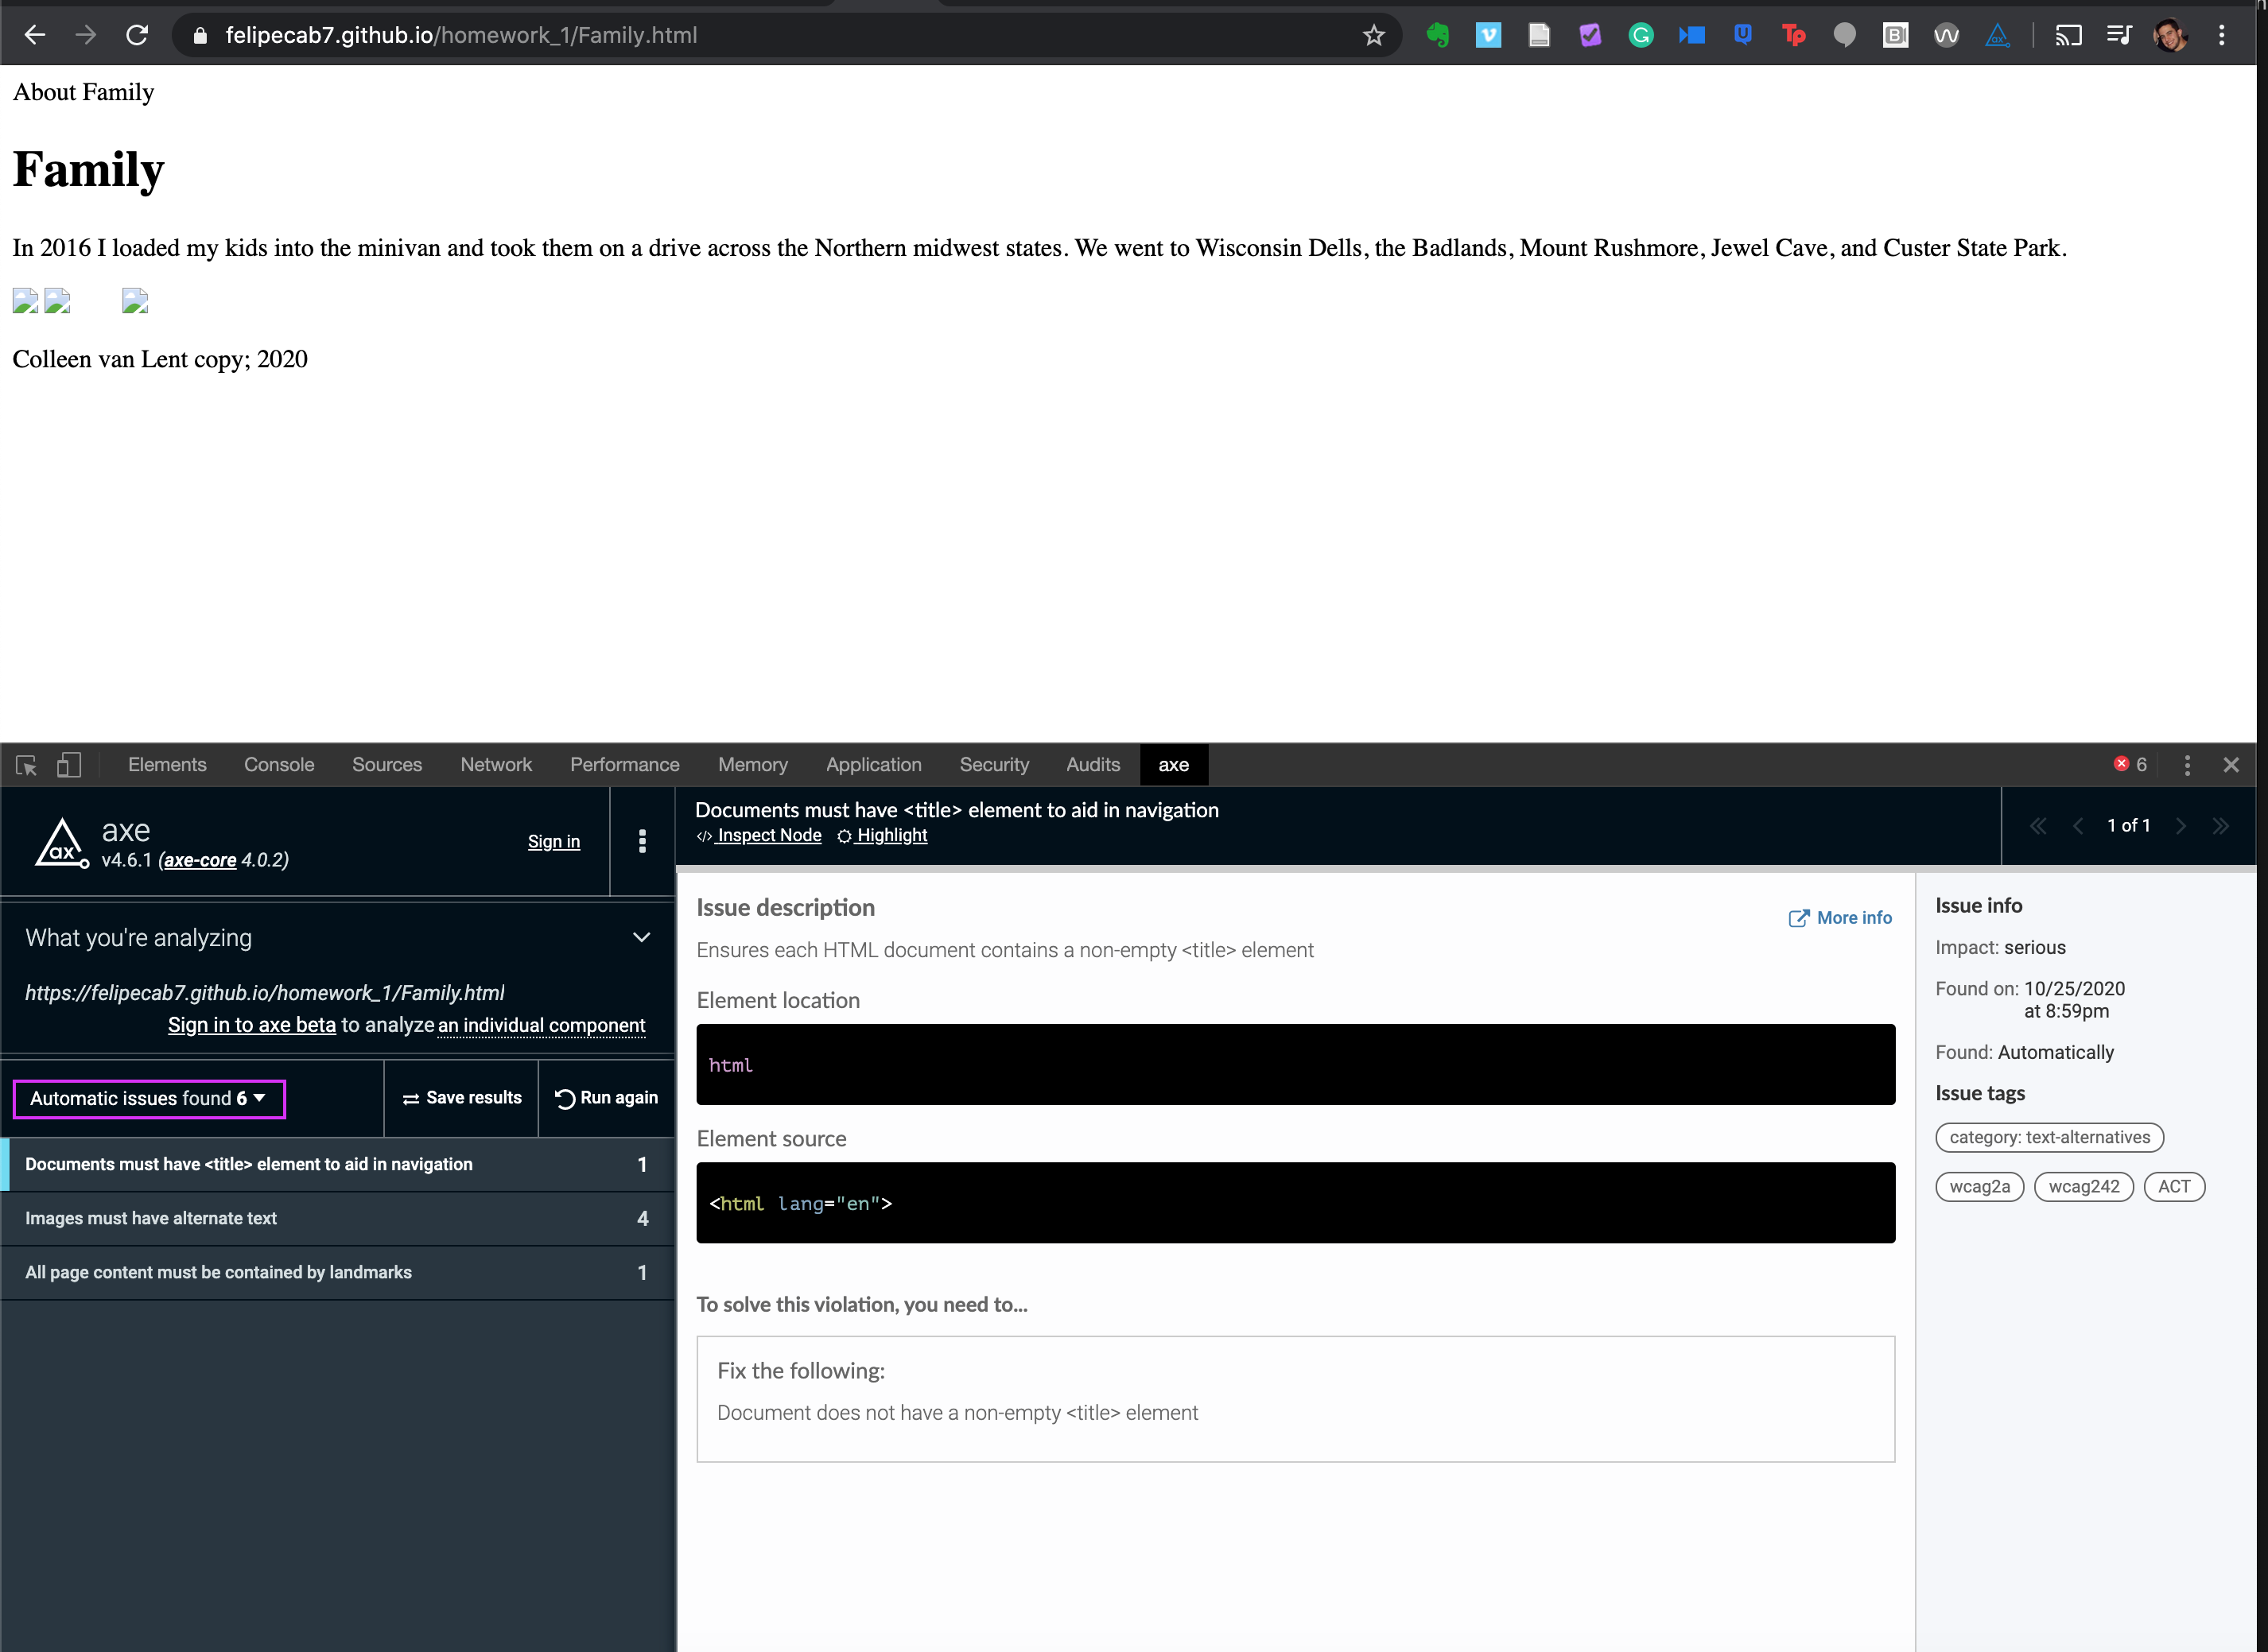 felipecab7.github.io/homework_1/Family.html
About Family
Family
In 2016 I loaded my kids into the minivan and took them on a drive across the Northern midwest states. We went to Wisconsin Dells, the Badlands, Mount Rushmore, Jewel Cave, and Custer State Park.
Colleen van Lent copy; 2020
Elements Console Sources Network Performance Memory Application Security Audits axe 6
axe
v4.6.1 (axe-core 4.0.2)
Sign in
What you're analyzing
https://felipecab7.github.io/homework_1/Family.html
Sign in to axe beta to analyze an individual component
Automatic issues found 6
Save results
Run again
Documents must have <title> element to aid in navigation 1
Images must have alternate text 4
All page content must be contained by landmarks 1
Documents must have <title> element to aid in navigation
</> Inspect Node Highlight
1 of 1
Issue description
More info
Ensures each HTML document contains a non-empty <title> element
Element location
html
Element source
<html lang="en">
To solve this violation, you need to...
Fix the following:
Document does not have a non-empty <title> element
Issue info
Impact: serious
Found on: 10/25/2020
at 8:59pm
Found: Automatically
Issue tags
category: text-alternatives
wcag2a wcag242 ACT